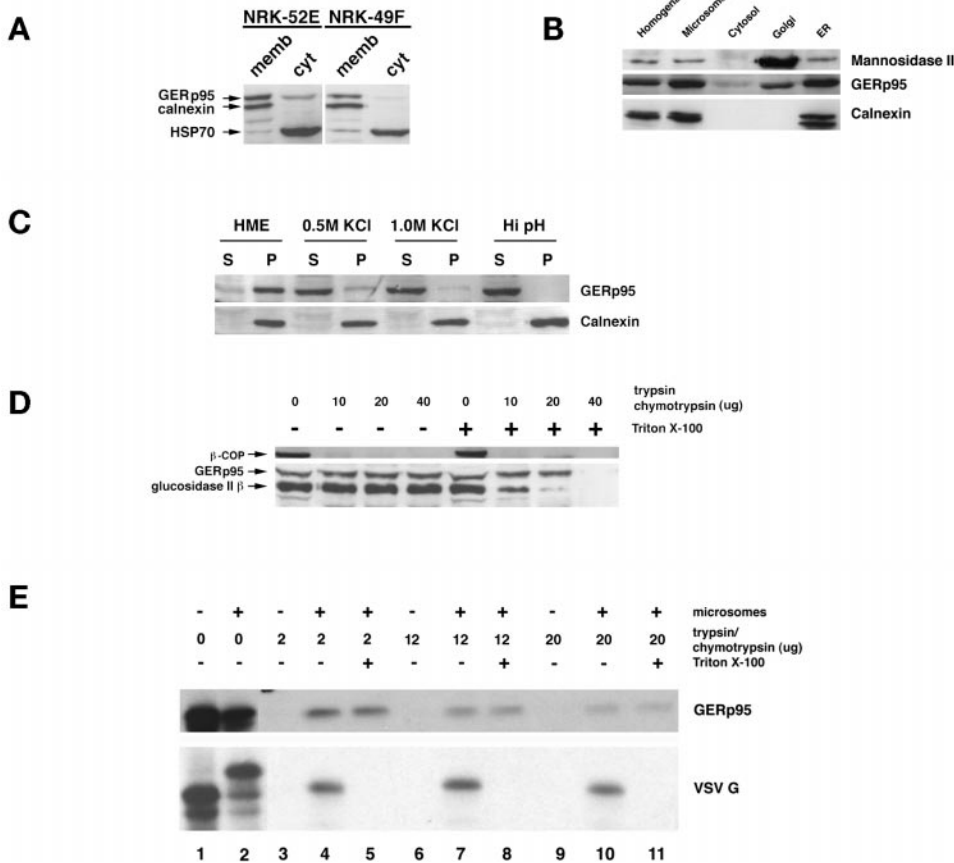 A
NRK-52E NRK-49F
memb cyt memb cyt
GERp95
calnexin
HSP70
B
Cytosol Golgi ER
Mannosidase II
GERp95
Calnexin
C
HME 0.5M KCl 1.0M KCl Hi pH
S P S P S P S P
GERp95
Calnexin
D
0 10 20 40 0 10 20 40 trypsin
chymotrypsin (ug)
- - - - + + + + Triton X-100
β-COP
GERp95
glucosidase II β
E
- + - + + - + + - + + microsomes
0 0 2 2 2 12 12 12 20 20 20 trypsin/
chymotrypsin (ug)
- - - - + - - + - - + Triton X-100
GERp95
VSV G
1 2 3 4 5 6 7 8 9 10 11